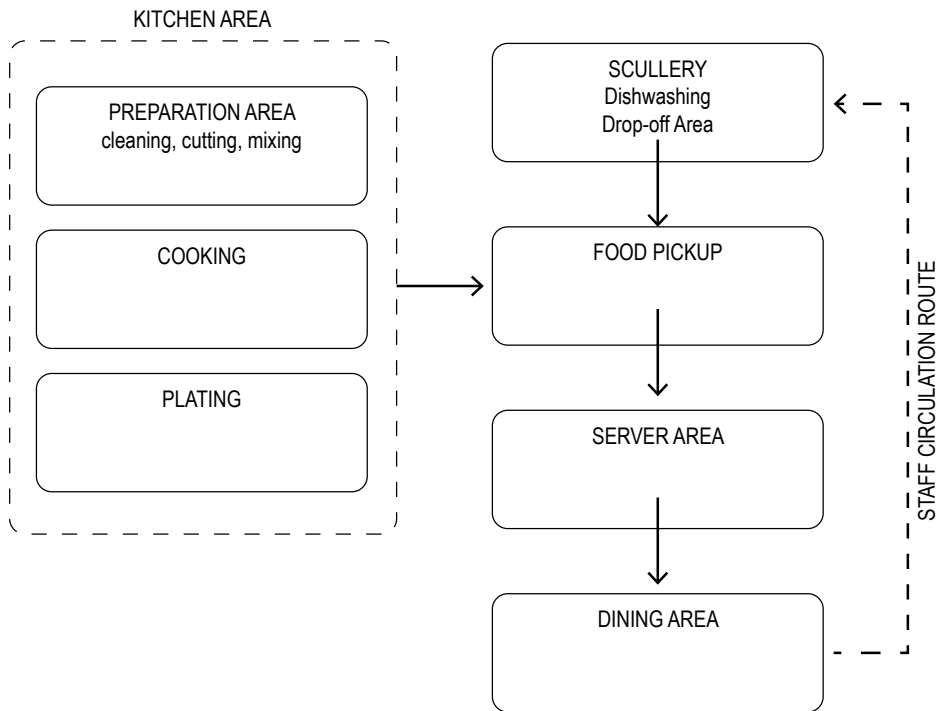 KITCHEN AREA
PREPARATION AREA
cleaning, cutting, mixing
COOKING
PLATING
SCULLERY
Dishwashing
Drop-off Area
FOOD PICKUP
SERVER AREA
DINING AREA
STAFF CIRCULATION ROUTE